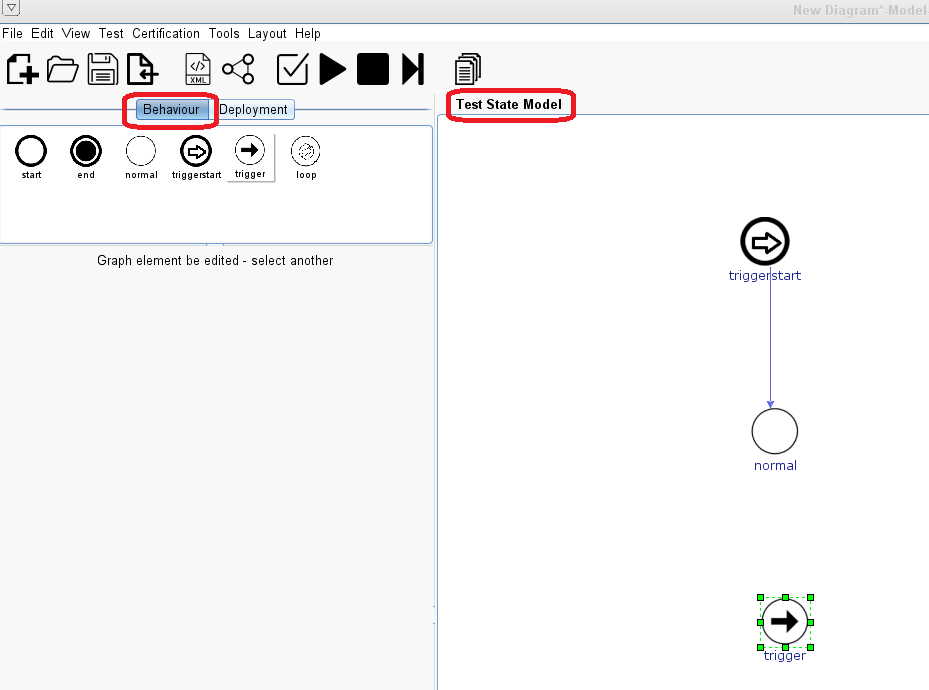 New Diagram*-Model
File Edit View Test Certification Tools Layout Help
XML
Behaviour Deployment
Test State Model
start end normal triggerstart trigger loop
Graph element be edited - select another
triggerstart
normal
trigger